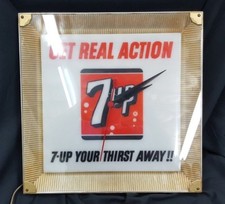 GET REAL ACTION
7UP
7-UP YOUR THIRST AWAY!!